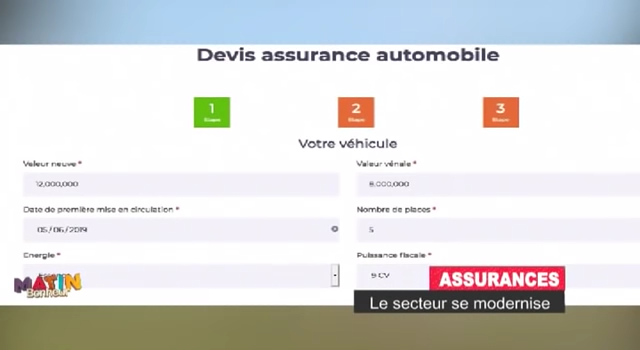 Devis assurance automobile
1 2 3
Etape Etape Etape
Votre véhicule
Valeur neuve * Valeur vénale *
12,000,000 8,000,000
Date de première mise en circulation * Nombre de places *
05/06/2019 5
Energie * Puissance fiscale *
9 CV
MATIN
Bonheur
ASSURANCES
Le secteur se modernise